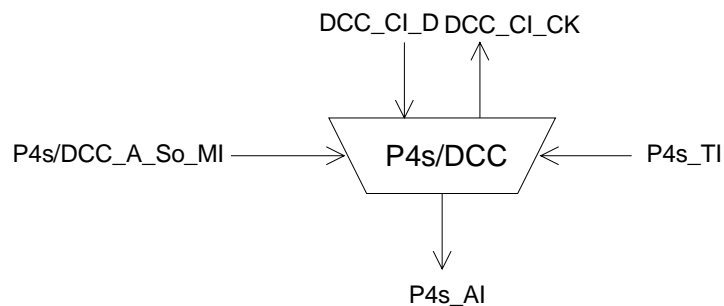 DCC_CI_D DCC_CI_CK
P4s/DCC_A_So_MI P4s/DCC P4s_TI
P4s_AI